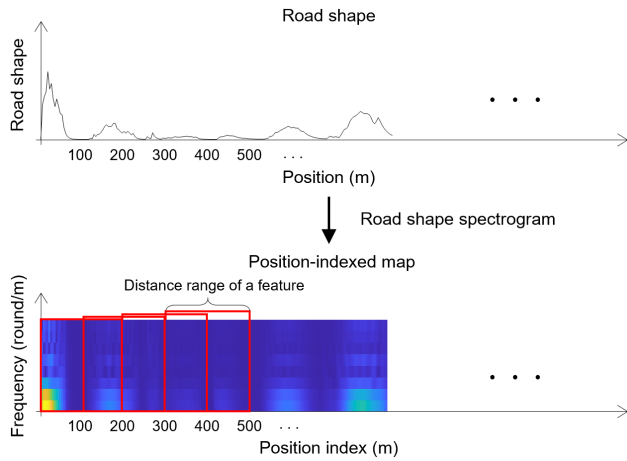 Road shape
Road shape
100 200 300 400 500 . . .
Position (m)
Road shape spectrogram
Position-indexed map
Distance range of a feature
Frequency (round/m)
100 200 300 400 500 . . .
Position index (m)